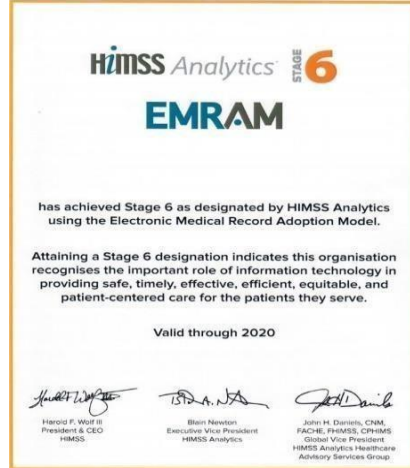 HiMSS Analytics STAGE 6
EMRAM
has achieved Stage 6 as designated by HIMSS Analytics
using the Electronic Medical Record Adoption Model.
Attaining a Stage 6 designation indicates this organisation
recognises the important role of information technology in
providing safe, timely, effective, efficient, equitable, and
patient-centered care for the patients they serve.
Valid through 2020
Harold F. Wolf III
President & CEO
HIMSS
Blain Newton
Executive Vice President
HIMSS Analytics
John H. Daniels, CNM,
FACHE, FHIMSS, CPHIMS
Global Vice President
HIMSS Analytics Healthcare
Advisory Services Group